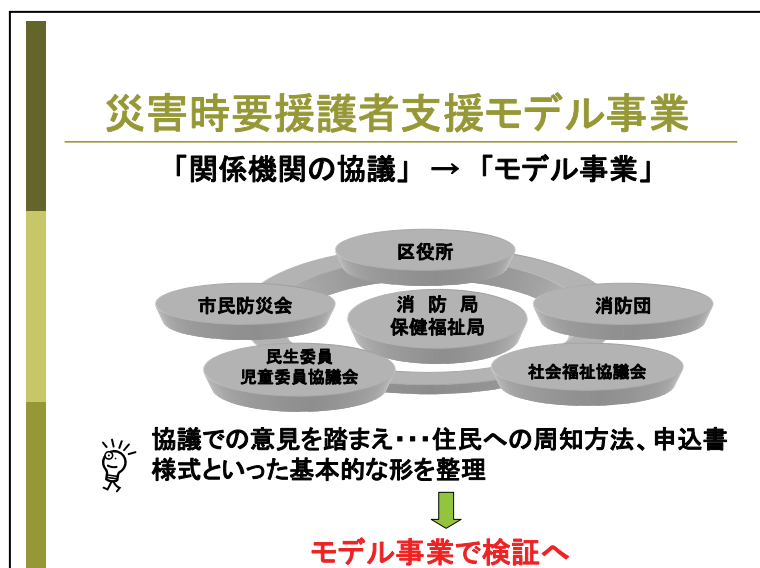 災害時要援護者支援モデル事業
「関係機関の協議」 → 「モデル事業」
区役所
市民防災会
消 防 局
保健福祉局
消防団
民生委員
児童委員協議会
社会福祉協議会
協議での意見を踏まえ・・・住民への周知方法、申込書
様式といった基本的な形を整理
モデル事業で検証へ